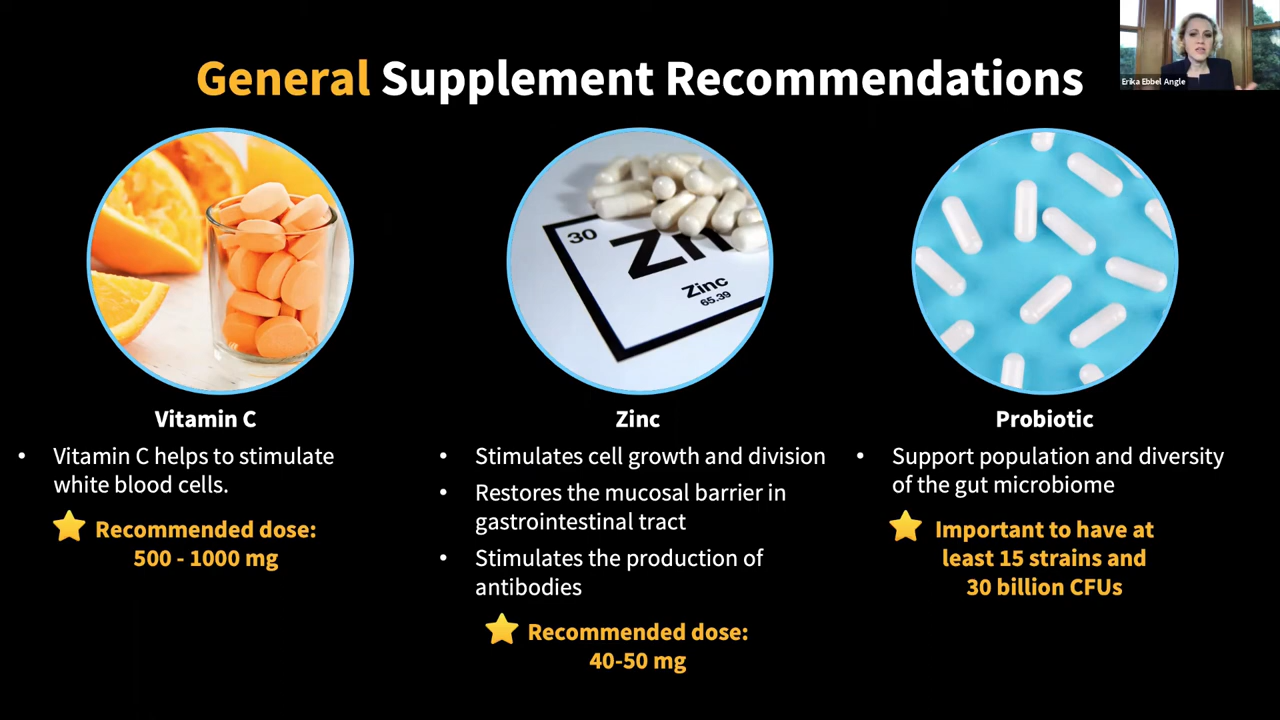 General Supplement Recommendations
Erika Ebbel Angle
30
Zn
Zinc
65.39
Vitamin C
• Vitamin C helps to stimulate
white blood cells.
Recommended dose:
500 - 1000 mg
Zinc
• Stimulates cell growth and division
• Restores the mucosal barrier in
gastrointestinal tract
• Stimulates the production of
antibodies
Recommended dose:
40-50 mg
Probiotic
• Support population and diversity
of the gut microbiome
Important to have at
least 15 strains and
30 billion CFUs